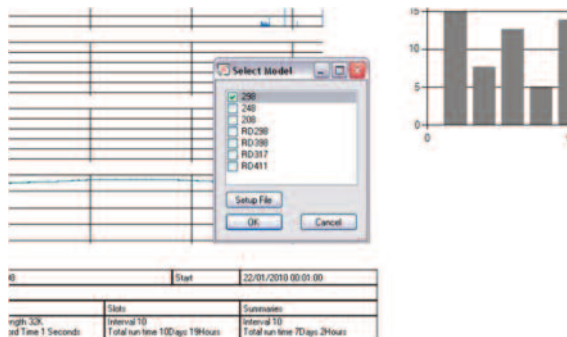 15
10
5
0
0
1
Select Model
298
248
208
RD298
RD398
RD317
RD411
Setup File
OK
Cancel
Start
22/01/2010 00:01:00
Slots
Summaries
32K
Interval 10
Interval 10
Time 1 Seconds
Total run time 10Days 19Hours
Total run time 7Days 2Hours